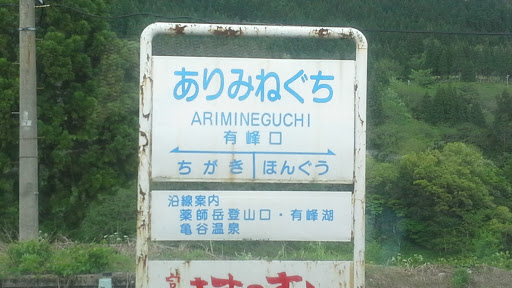 ありみねぐち
ARIMINEGUCHI
有峰口
ちがき ほんぐう
沿線案内
薬師岳登山口・有峰湖
亀谷温泉